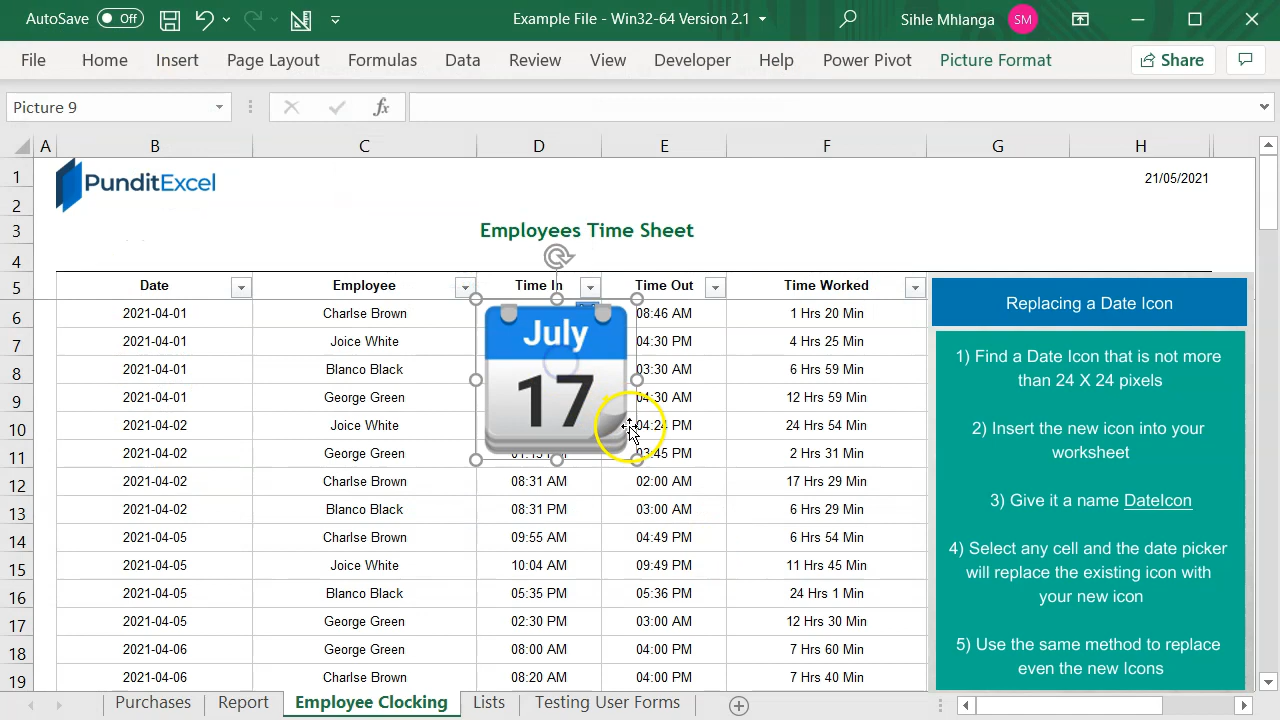 AutoSave Off Example File - Win32-64 Version 2.1 Sihle Mhlanga SM
File Home Insert Page Layout Formulas Data Review View Developer Help Power Pivot Picture Format Share
Picture 9 fx
A B C D E F G H
1 PunditExcel 21/05/2021
2
3 Employees Time Sheet
4
5 Date Employee Time In Time Out Time Worked
6 2021-04-01 Charlse Brown 08:46 AM 1 Hrs 20 Min
7 2021-04-01 Joice White 04:30 PM 4 Hrs 25 Min
8 2021-04-01 Blanco Black 03:30 AM 6 Hrs 59 Min
9 2021-04-01 George Green 04:30 AM 12 Hrs 59 Min
10 2021-04-02 Joice White 24 Hrs 54 Min
11 2021-04-02 George Green 2 Hrs 31 Min
12 2021-04-02 Charlse Brown 08:31 AM 02:00 AM 17 Hrs 29 Min
13 2021-04-02 Blanco Black 08:31 PM 03:00 AM 6 Hrs 29 Min
14 2021-04-05 Charlse Brown 09:55 AM 04:49 PM 6 Hrs 54 Min
15 2021-04-05 Joice White 10:04 AM 09:49 PM 11 Hrs 45 Min
16 2021-04-05 Blanco Black 05:35 PM 05:36 PM 24 Hrs 1 Min
17 2021-04-05 George Green 02:30 PM 03:00 AM 12 Hrs 30 Min
18 2021-04-06 George Green 08:00 AM 04:00 PM 7 Hrs 60 Min
19 2021-04-06 Charlse Brown 08:20 AM 04:00 PM 7 Hrs 40 Min
July
17
Replacing a Date Icon
1) Find a Date Icon that is not more
than 24 X 24 pixels
2) Insert the new icon into your
worksheet
3) Give it a name DateIcon
4) Select any cell and the date picker
will replace the existing icon with
your new icon
5) Use the same method to replace
even the new Icons
Purchases Report Employee Clocking Lists Testing User Forms